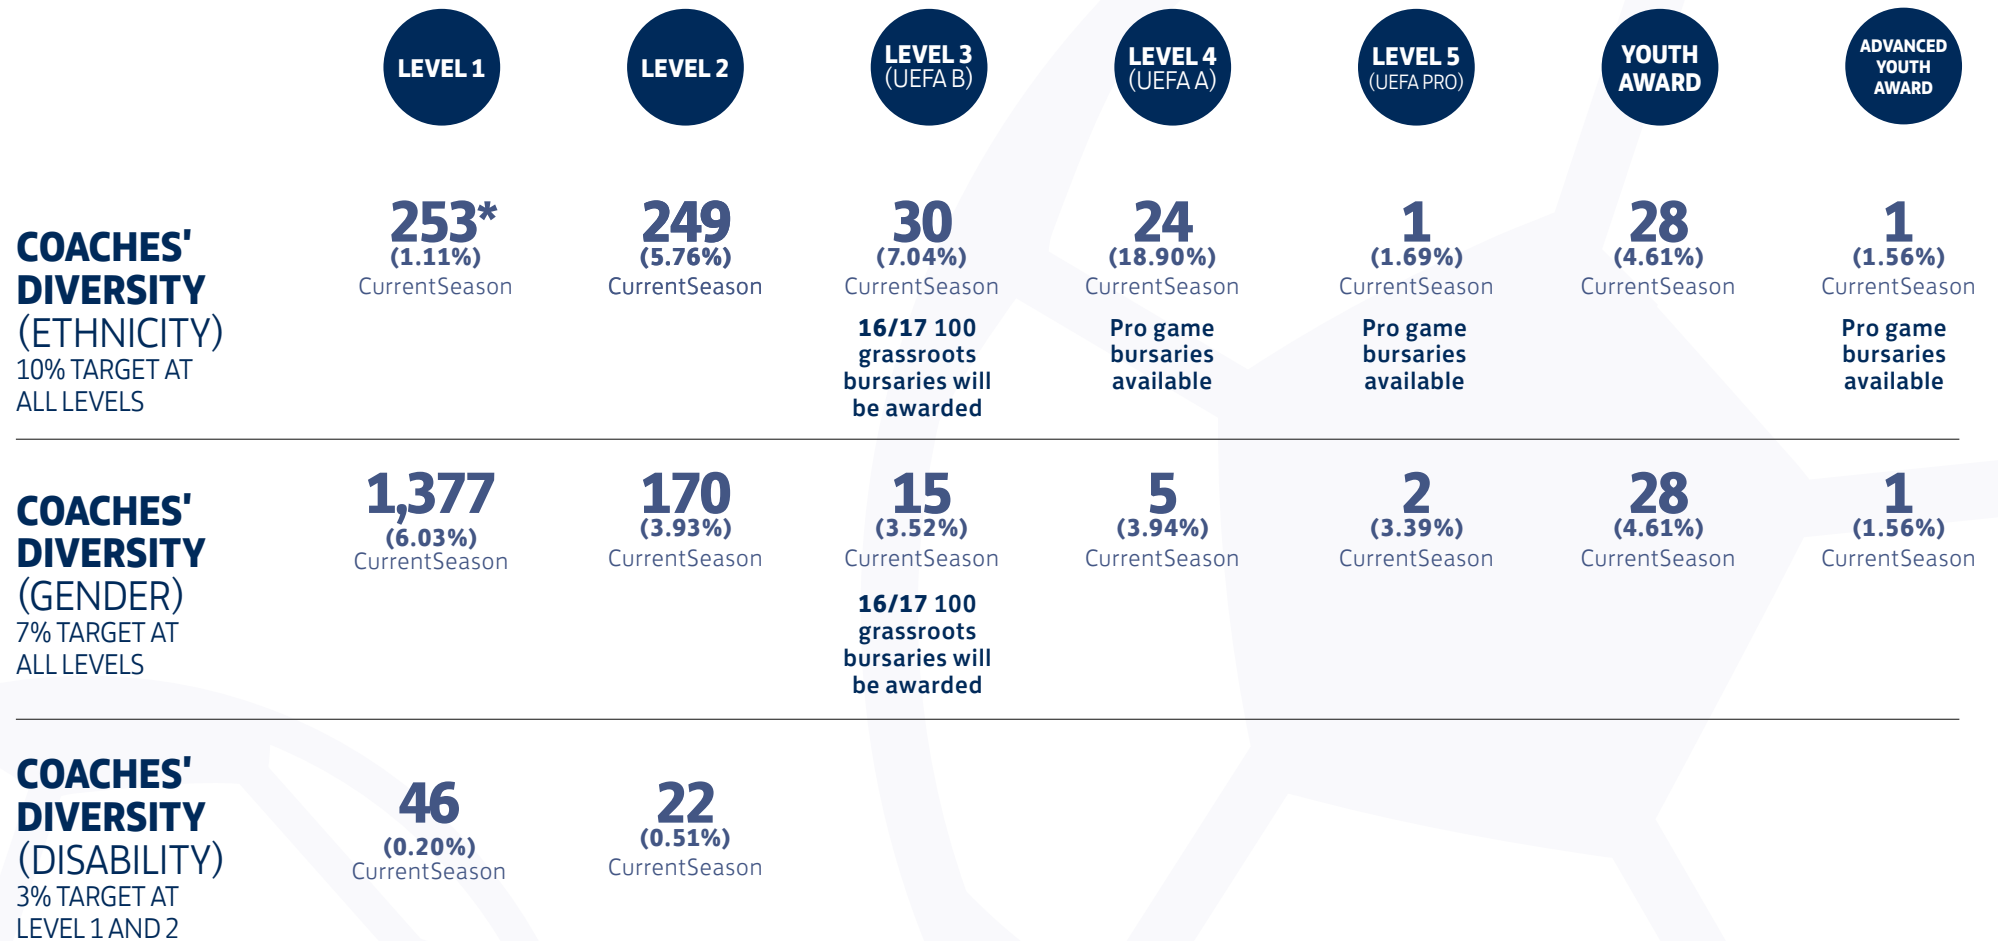 LEVEL 1
LEVEL 2
LEVEL 3
(UEFA B)
LEVEL 4
(UEFA A)
LEVEL 5
(UEFA PRO)
YOUTH
AWARD
ADVANCED
YOUTH
AWARD
COACHES'
DIVERSITY
(ETHNICITY)
10% TARGET AT
ALL LEVELS
253*
(1.11%)
CurrentSeason
249
(5.76%)
CurrentSeason
30
(7.04%)
CurrentSeason
16/17 100
grassroots
bursaries will
be awarded
24
(18.90%)
CurrentSeason
Pro game
bursaries
available
1
(1.69%)
CurrentSeason
Pro game
bursaries
available
28
(4.61%)
CurrentSeason
1
(1.56%)
CurrentSeason
Pro game
bursaries
available
COACHES'
DIVERSITY
(GENDER)
7% TARGET AT
ALL LEVELS
1,377
(6.03%)
CurrentSeason
170
(3.93%)
CurrentSeason
15
(3.52%)
CurrentSeason
16/17 100
grassroots
bursaries will
be awarded
5
(3.94%)
CurrentSeason
2
(3.39%)
CurrentSeason
28
(4.61%)
CurrentSeason
1
(1.56%)
CurrentSeason
COACHES'
DIVERSITY
(DISABILITY)
3% TARGET AT
LEVEL 1 AND 2
46
(0.20%)
CurrentSeason
22
(0.51%)
CurrentSeason